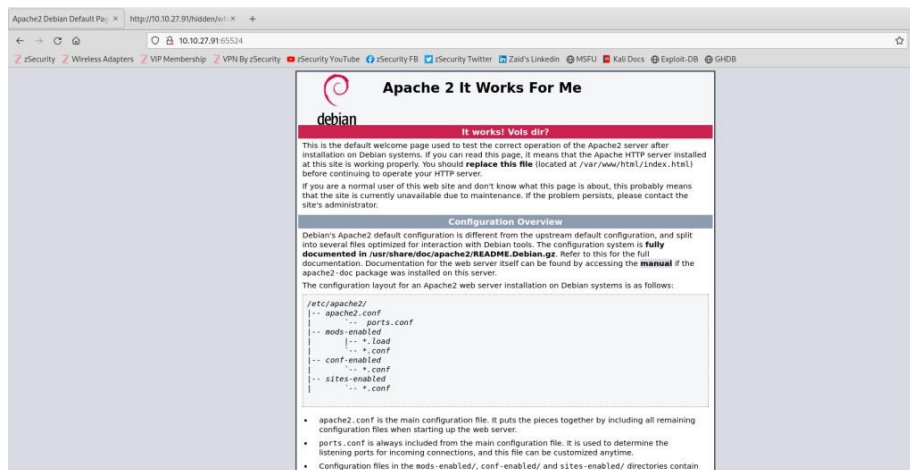 Apache2 Debian Default Pag ×
http://10.10.27.91/hidden/wh ×
+
10.10.27.91:65524
zSecurity
Wireless Adapters
VIP Membership
VPN By zSecurity
zSecurity YouTube
zSecurity FB
zSecurity Twitter
Zaid's Linkedin
MSFU
Kali Docs
Exploit-DB
GHDB
debian
Apache 2 It Works For Me
It works! Vols dir?
This is the default welcome page used to test the correct operation of the Apache2 server after
installation on Debian systems. If you can read this page, it means that the Apache HTTP server installed
at this site is working properly. You should replace this file (located at /var/www/html/index.html)
before continuing to operate your HTTP server.
If you are a normal user of this web site and don't know what this page is about, this probably means
that the site is currently unavailable due to maintenance. If the problem persists, please contact the
site's administrator.
Configuration Overview
Debian's Apache2 default configuration is different from the upstream default configuration, and split
into several files optimized for interaction with Debian tools. The configuration system is fully
documented in /usr/share/doc/apache2/README.Debian.gz. Refer to this for the full
documentation. Documentation for the web server itself can be found by accessing the manual if the
apache2-doc package was installed on this server.
The configuration layout for an Apache2 web server installation on Debian systems is as follows:
/etc/apache2/
|-- apache2.conf
|       `--  ports.conf
|-- mods-enabled
|       |-- *.load
|       `-- *.conf
|-- conf-enabled
|       `-- *.conf
|-- sites-enabled
|       `-- *.conf
• apache2.conf is the main configuration file. It puts the pieces together by including all remaining
configuration files when starting up the web server.
• ports.conf is always included from the main configuration file. It is used to determine the
listening ports for incoming connections, and this file can be customized anytime.
• Configuration files in the mods-enabled/, conf-enabled/ and sites-enabled/ directories contain